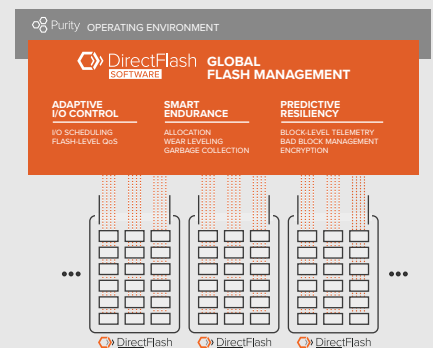 Purity OPERATING ENVIRONMENT
DirectFlash
SOFTWARE
GLOBAL
FLASH MANAGEMENT
ADAPTIVE
I/O CONTROL
I/O SCHEDULING
FLASH-LEVEL QoS
SMART
ENDURANCE
ALLOCATION
WEAR LEVELING
GARBAGE COLLECTION
PREDICTIVE
RESILIENCY
BLOCK-LEVEL TELEMETRY
BAD BLOCK MANAGEMENT
ENCRYPTION
DirectFlash
DirectFlash
DirectFlash